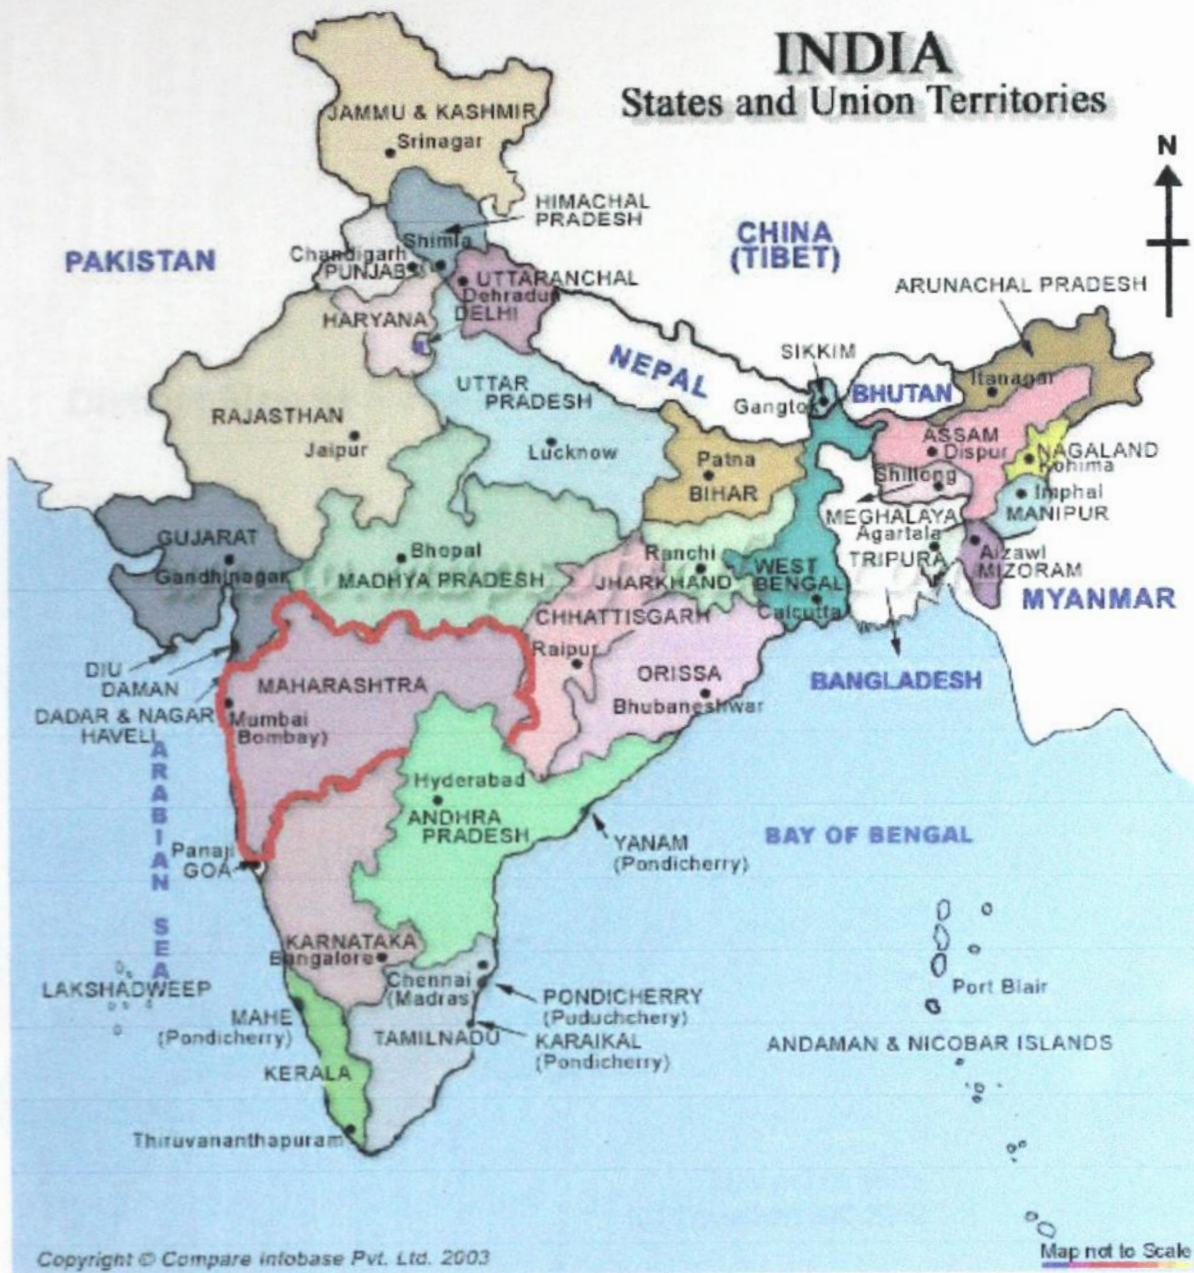 INDIA
States and Union Territories
N
JAMMU & KASHMIR
Srinagar
HIMACHAL
PRADESH
CHINA
(TIBET)
PAKISTAN
Shimla
Chandigarh
PUNJAB
UTTARANCHAL
Dehradun
DELHI
HARYANA
ARUNACHAL PRADESH
NEPAL
SIKKIM
Gangtok
BHUTAN
Itanagar
UTTAR
PRADESH
Lucknow
RAJASTHAN
Jaipur
Patna
BIHAR
ASSAM
Dispur
NAGALAND
Kohima
Shillong
MEGHALAYA
Imphal
MANIPUR
Agartala
TRIPURA
Aizawl
MIZORAM
MYANMAR
GUJARAT
Gandhinagar
Bhopal
MADHYA PRADESH
Ranchi
JHARKHAND
WEST
BENGAL
Calcutta
CHHATTISGARH
Raipur
ORISSA
Bhubaneshwar
BANGLADESH
DIU
DAMAN
DADAR & NAGAR
HAVELI
MAHARASHTRA
Mumbai
Bombay)
ARABIAN SEA
Hyderabad
ANDHRA
PRADESH
YANAM
(Pondicherry)
BAY OF BENGAL
Panaji
GOA
KARNATAKA
Bangalore
Chennai
(Madras)
PONDICHERRY
(Puduchchery)
LAKSHADWEEP
MAHE
(Pondicherry)
TAMILNADU
KARAIKAL
(Pondicherry)
KERALA
Thiruvananthapuram
Port Blair
ANDAMAN & NICOBAR ISLANDS
Copyright © Compare Infobase Pvt. Ltd. 2003
Map not to Scale